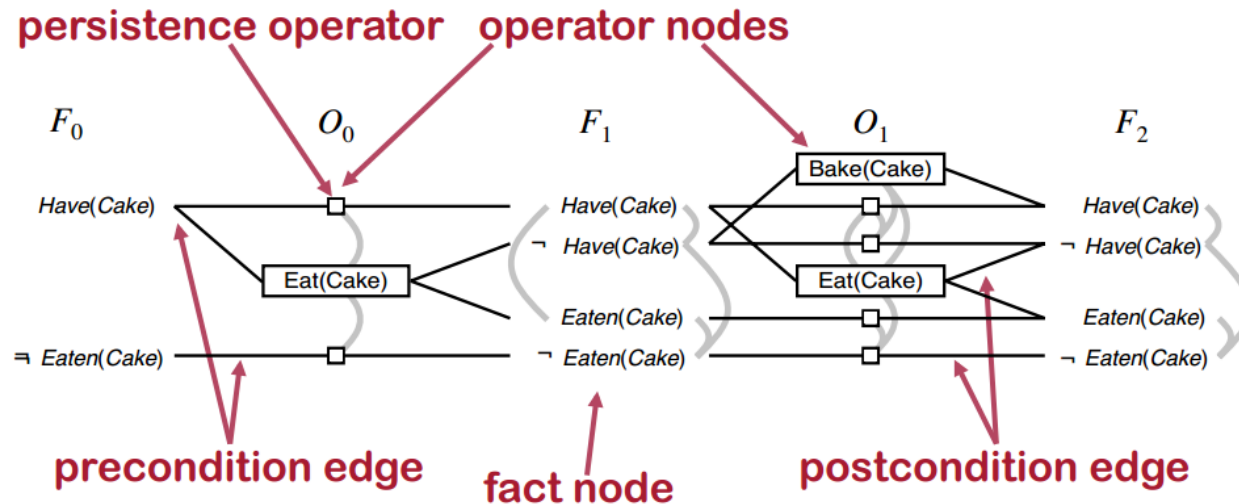 persistence operator operator nodes
F₀ O₀ F₁ O₁ F₂
Bake(Cake)
Have(Cake) Have(Cake) Have(Cake)
¬ Have(Cake) ¬ Have(Cake)
Eat(Cake) Eat(Cake)
Eaten(Cake) Eaten(Cake)
¬ Eaten(Cake) ¬ Eaten(Cake) ¬ Eaten(Cake)
precondition edge postcondition edge
fact node